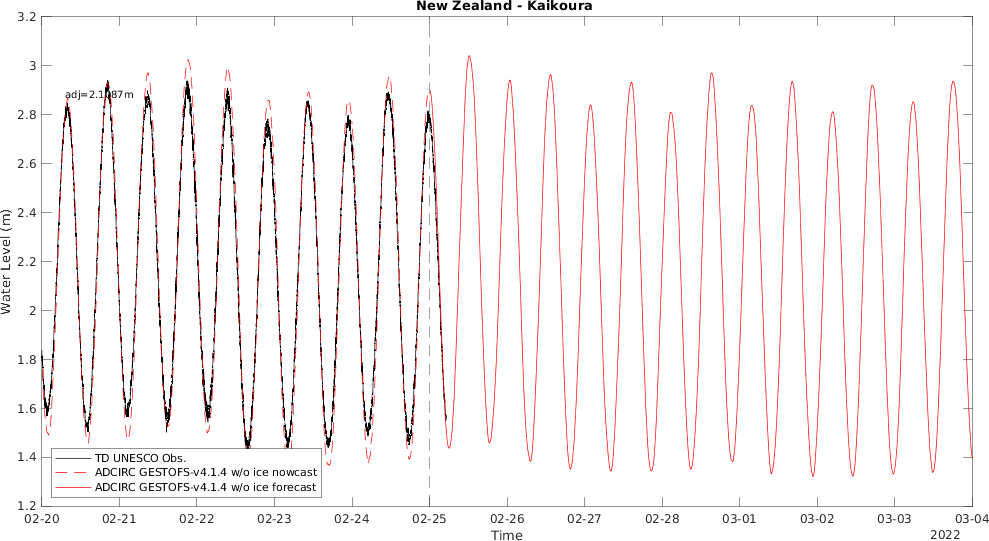 New Zealand - Kaikoura
3.2
3
2.8
2.6
2.4
2.2
2
1.8
1.6
1.4
1.2
Water Level (m)
TD UNESCO Obs.
ADCIRC GESTOFS-v4.1.4 w/o ice nowcast
ADCIRC GESTOFS-v4.1.4 w/o ice forecast
02-20 02-21 02-22 02-23 02-24 02-25 02-26 02-27 02-28 03-01 03-02 03-03 03-04
Time
2022